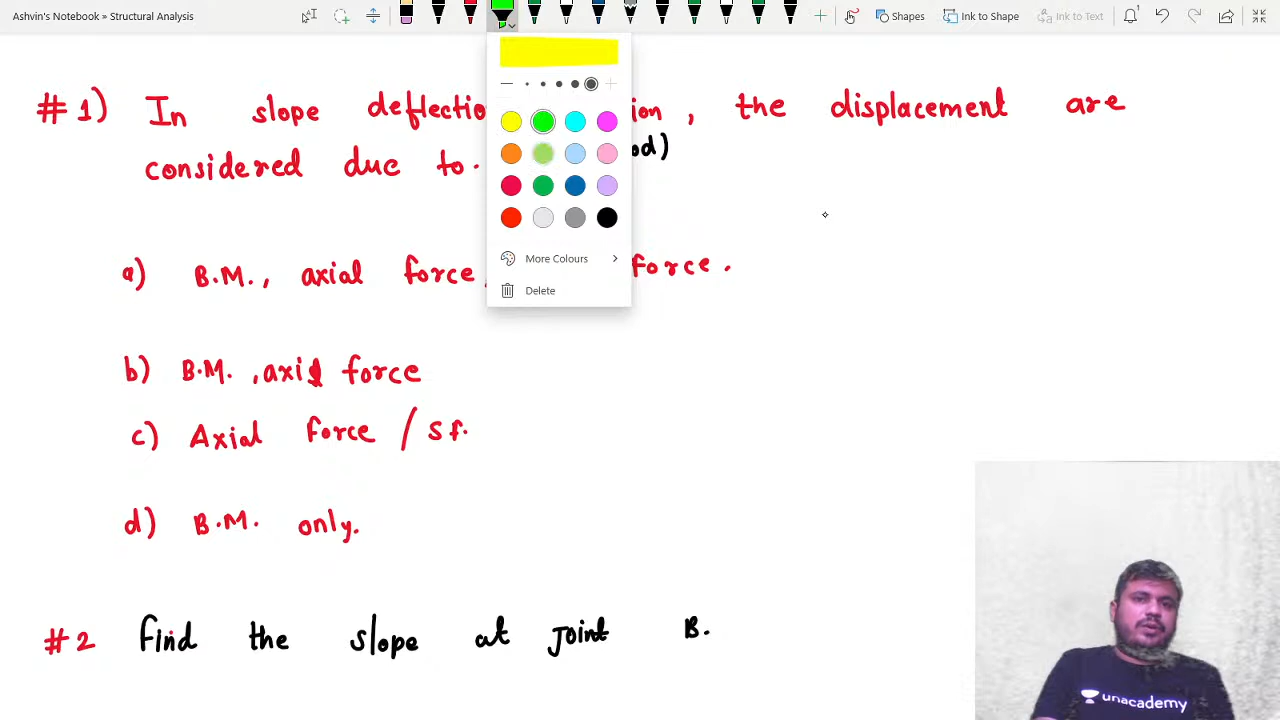 Ashvin's Notebook » Structural Analysis
Shapes Ink to Shape Ink to Text
#1) In slope deflectio ion, the displacement are
considered due to. od)
a) B.M., axial force, force.
More Colours
Delete
b) B.M., axial force
c) Axial force / S f.
d) B.M. only.
#2 Find the slope at joint B.
unacademy